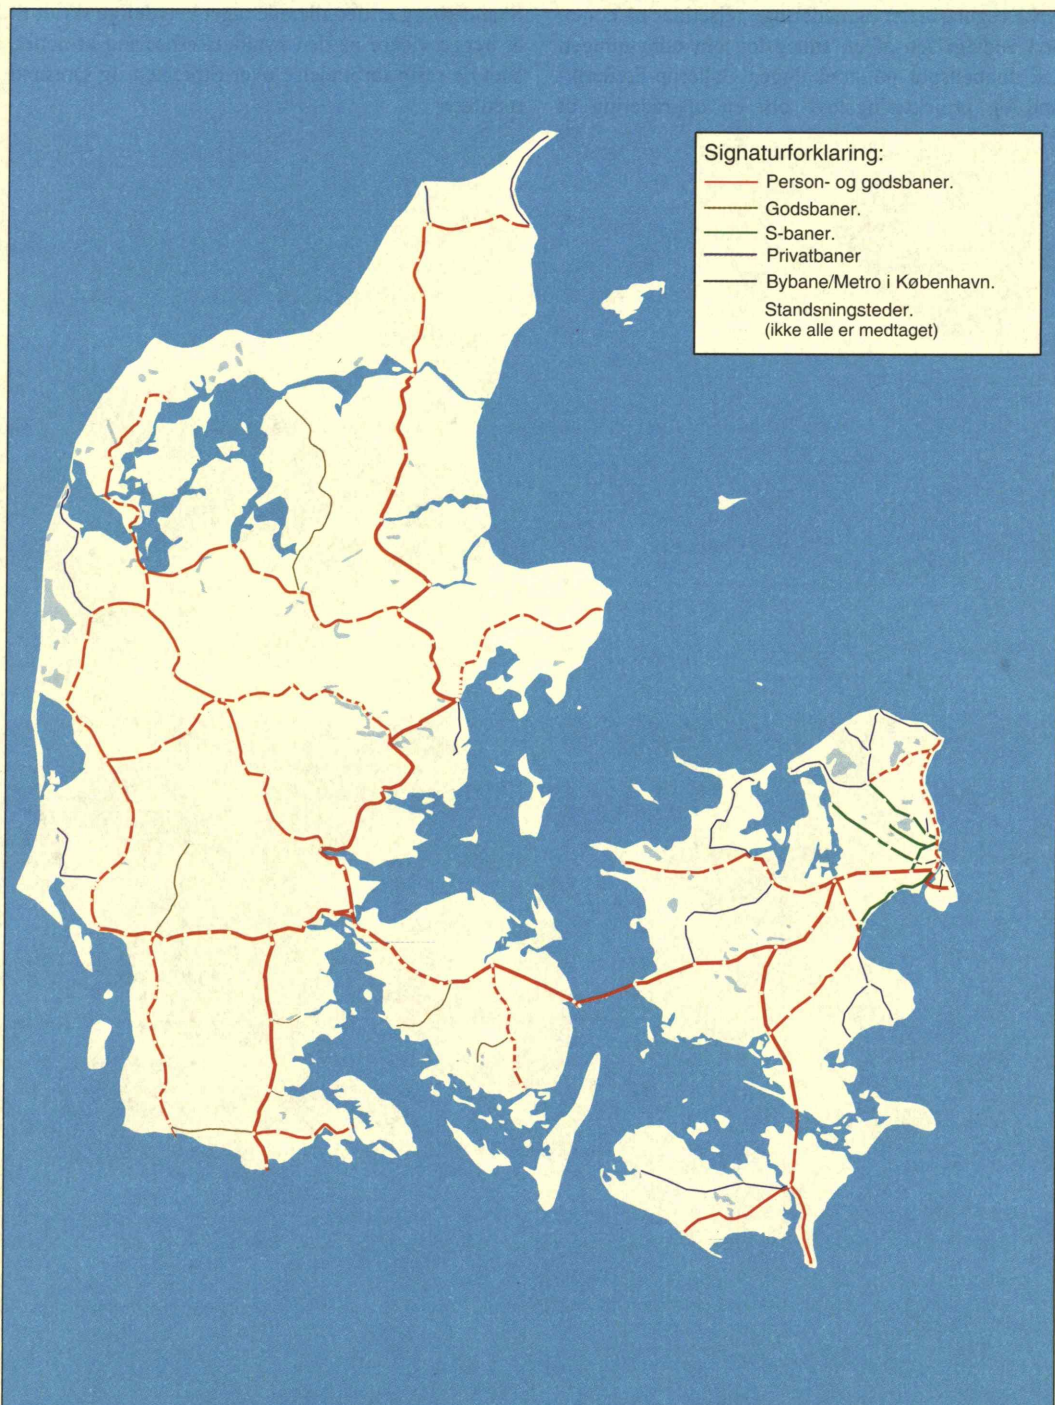 Signaturforklaring:
Person- og godsbaner.
Godsbaner.
S-baner.
Privatbaner
Bybane/Metro i København.
Standsningsteder.
(ikke alle er medtaget)